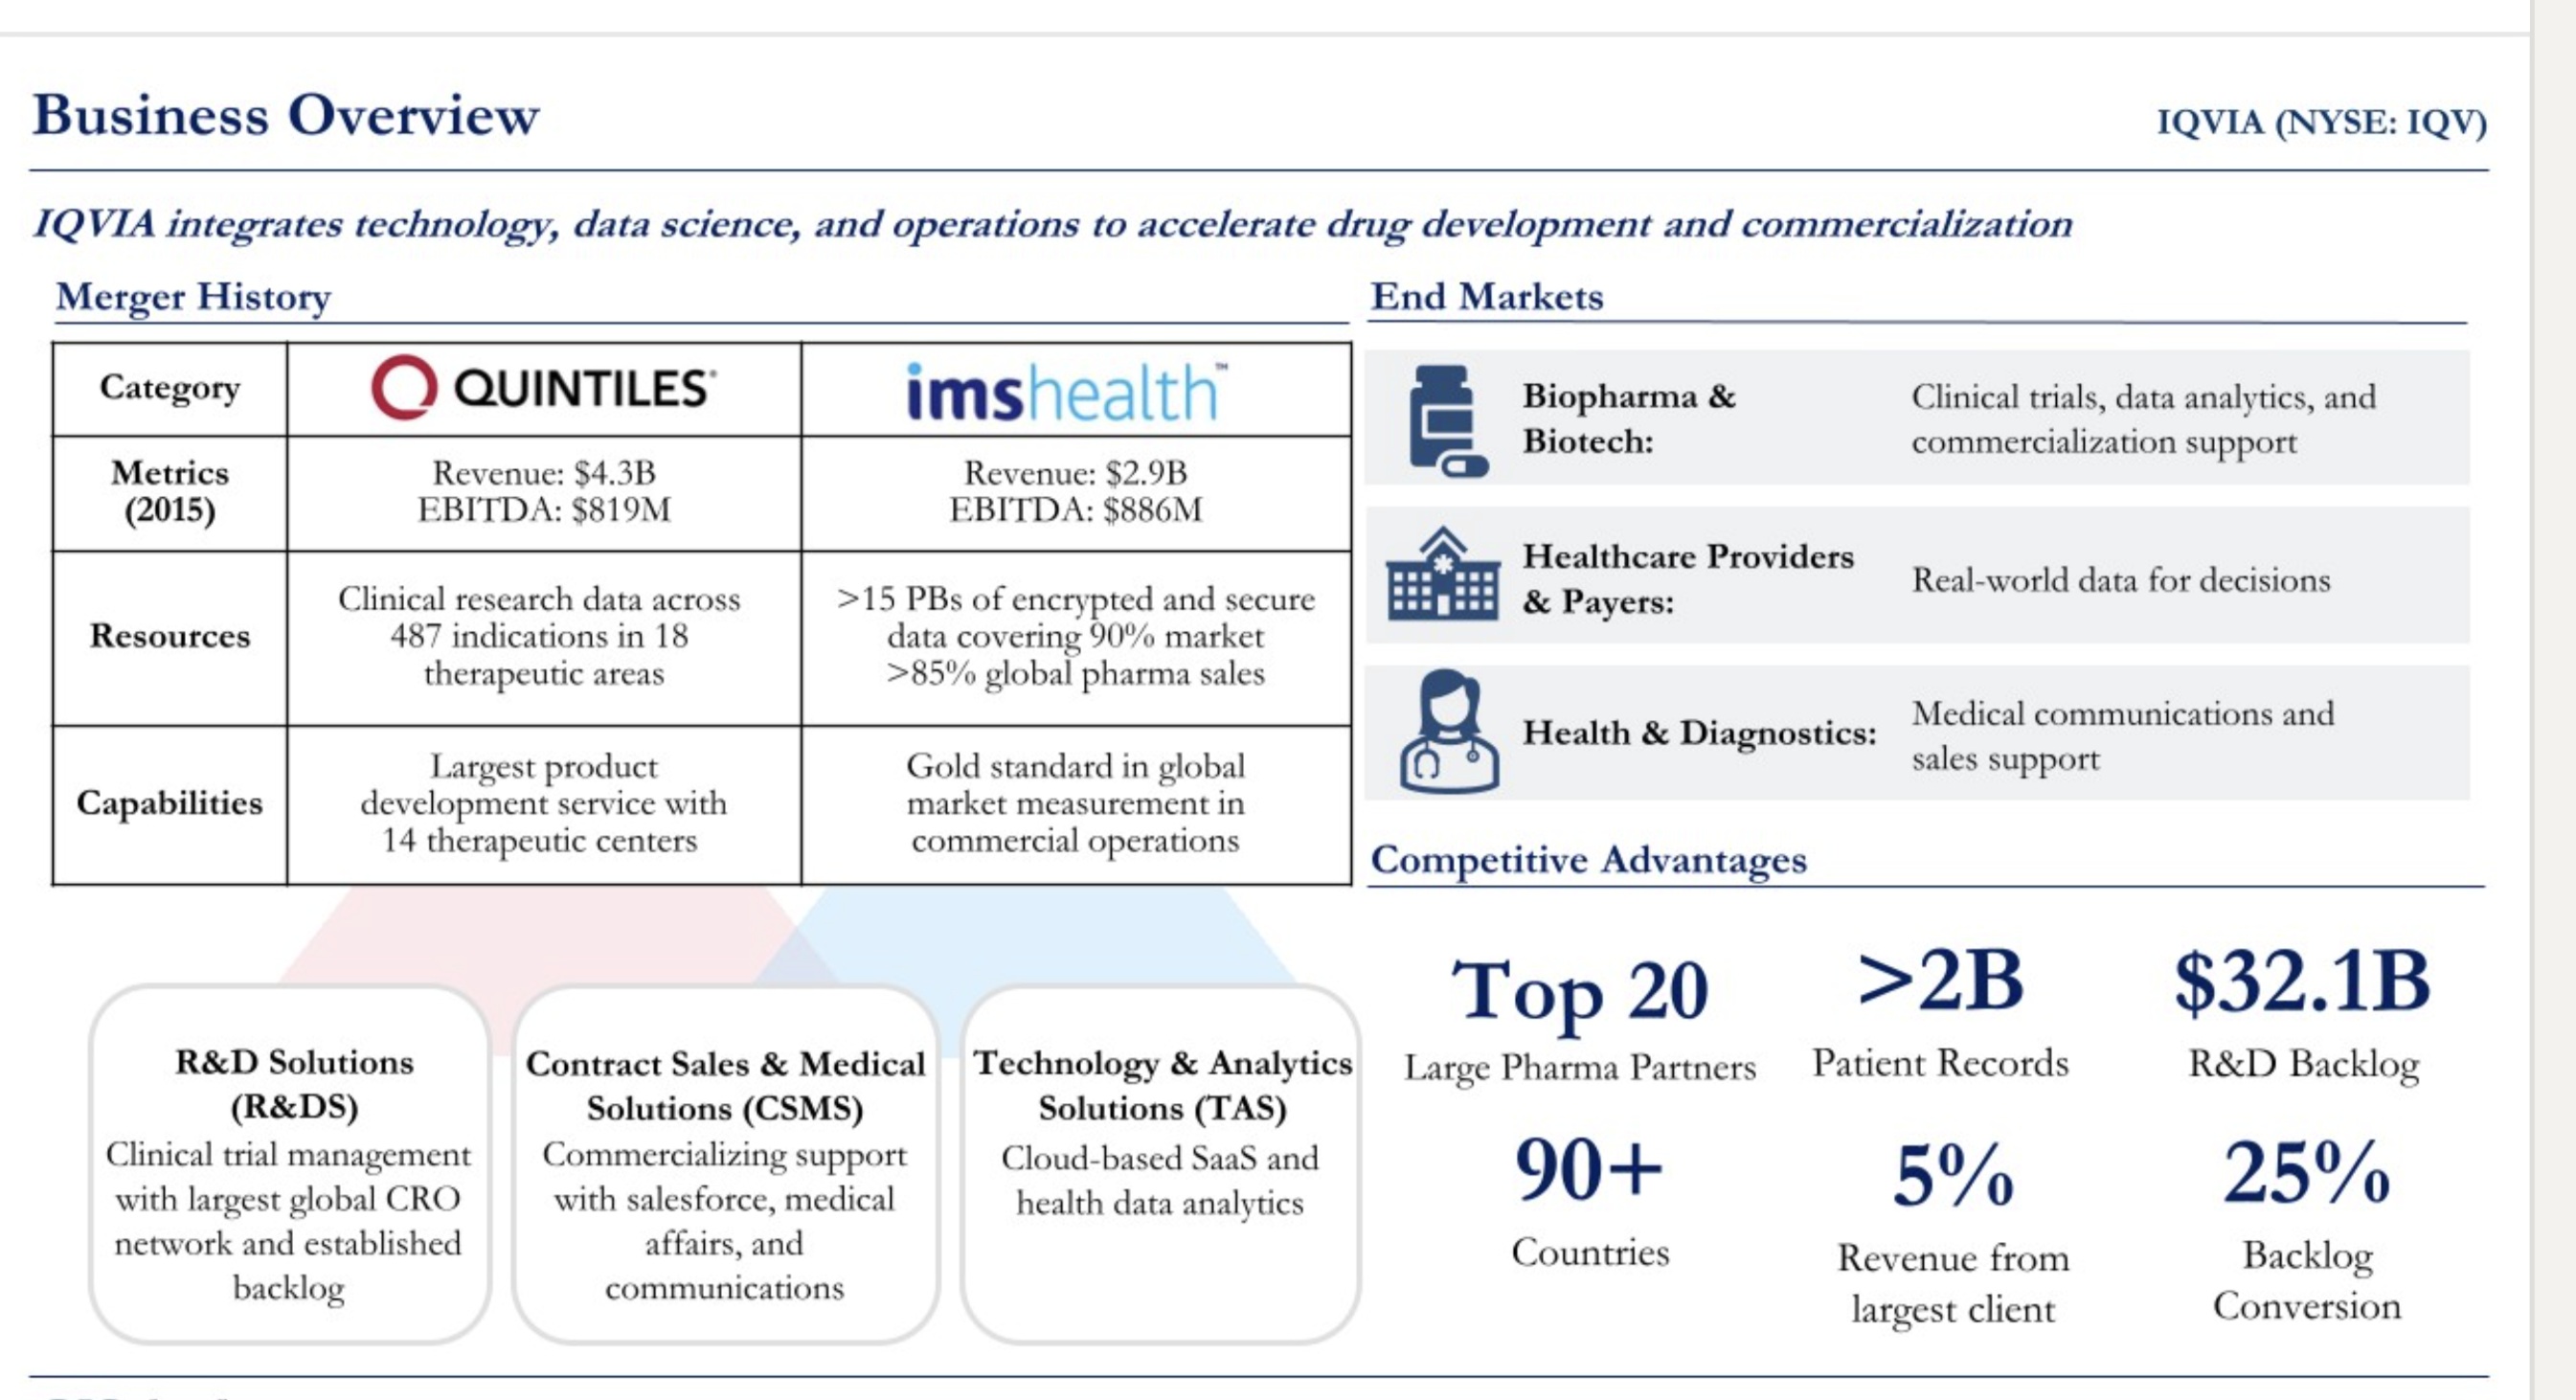 Business Overview
IQVIA (NYSE: IQV)
IQVIA integrates technology, data science, and operations to accelerate drug development and commercialization
Merger History
Category
QUINTILES®
imshealth™
Metrics
(2015)
Revenue: $4.3B
EBITDA: $819M
Revenue: $2.9B
EBITDA: $886M
Resources
Clinical research data across
487 indications in 18
therapeutic areas
>15 PBs of encrypted and secure
data covering 90% market
>85% global pharma sales
Capabilities
Largest product
development service with
14 therapeutic centers
Gold standard in global
market measurement in
commercial operations
R&D Solutions
(R&DS)
Clinical trial management
with largest global CRO
network and established
backlog
Contract Sales & Medical
Solutions (CSMS)
Commercializing support
with salesforce, medical
affairs, and
communications
Technology & Analytics
Solutions (TAS)
Cloud-based SaaS and
health data analytics
End Markets
Biopharma &
Biotech:
Clinical trials, data analytics, and
commercialization support
Healthcare Providers
& Payers:
Real-world data for decisions
Health & Diagnostics:
Medical communications and
sales support
Competitive Advantages
Top 20
Large Pharma Partners
>2B
Patient Records
$32.1B
R&D Backlog
90+
Countries
5%
Revenue from
largest client
25%
Backlog
Conversion